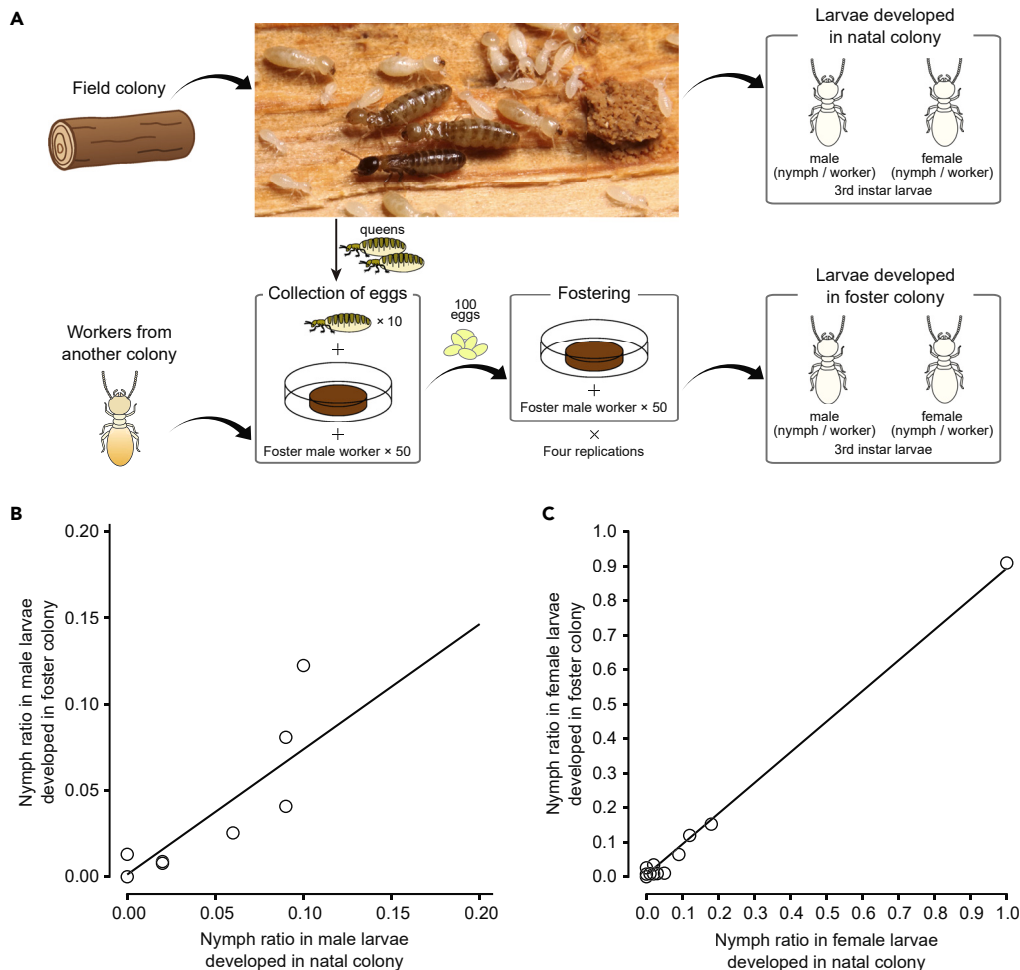 A
Field colony
Larvae developed
in natal colony
male
(nymph / worker)
female
(nymph / worker)
3rd instar larvae
queens
Workers from
another colony
Collection of eggs
× 10
+
+
Foster male worker × 50
100
eggs
Fostering
+
Foster male worker × 50
×
Four replications
Larvae developed
in foster colony
male
(nymph / worker)
female
(nymph / worker)
3rd instar larvae
B
Nymph ratio in male larvae
developed in foster colony
0.20
0.15
0.10
0.05
0.00
0.00 0.05 0.10 0.15 0.20
Nymph ratio in male larvae
developed in natal colony
C
Nymph ratio in female larvae
developed in foster colony
1.0
0.9
0.8
0.7
0.6
0.5
0.4
0.3
0.2
0.1
0.0
0.0 0.1 0.2 0.3 0.4 0.5 0.6 0.7 0.8 0.9 1.0
Nymph ratio in female larvae
developed in natal colony